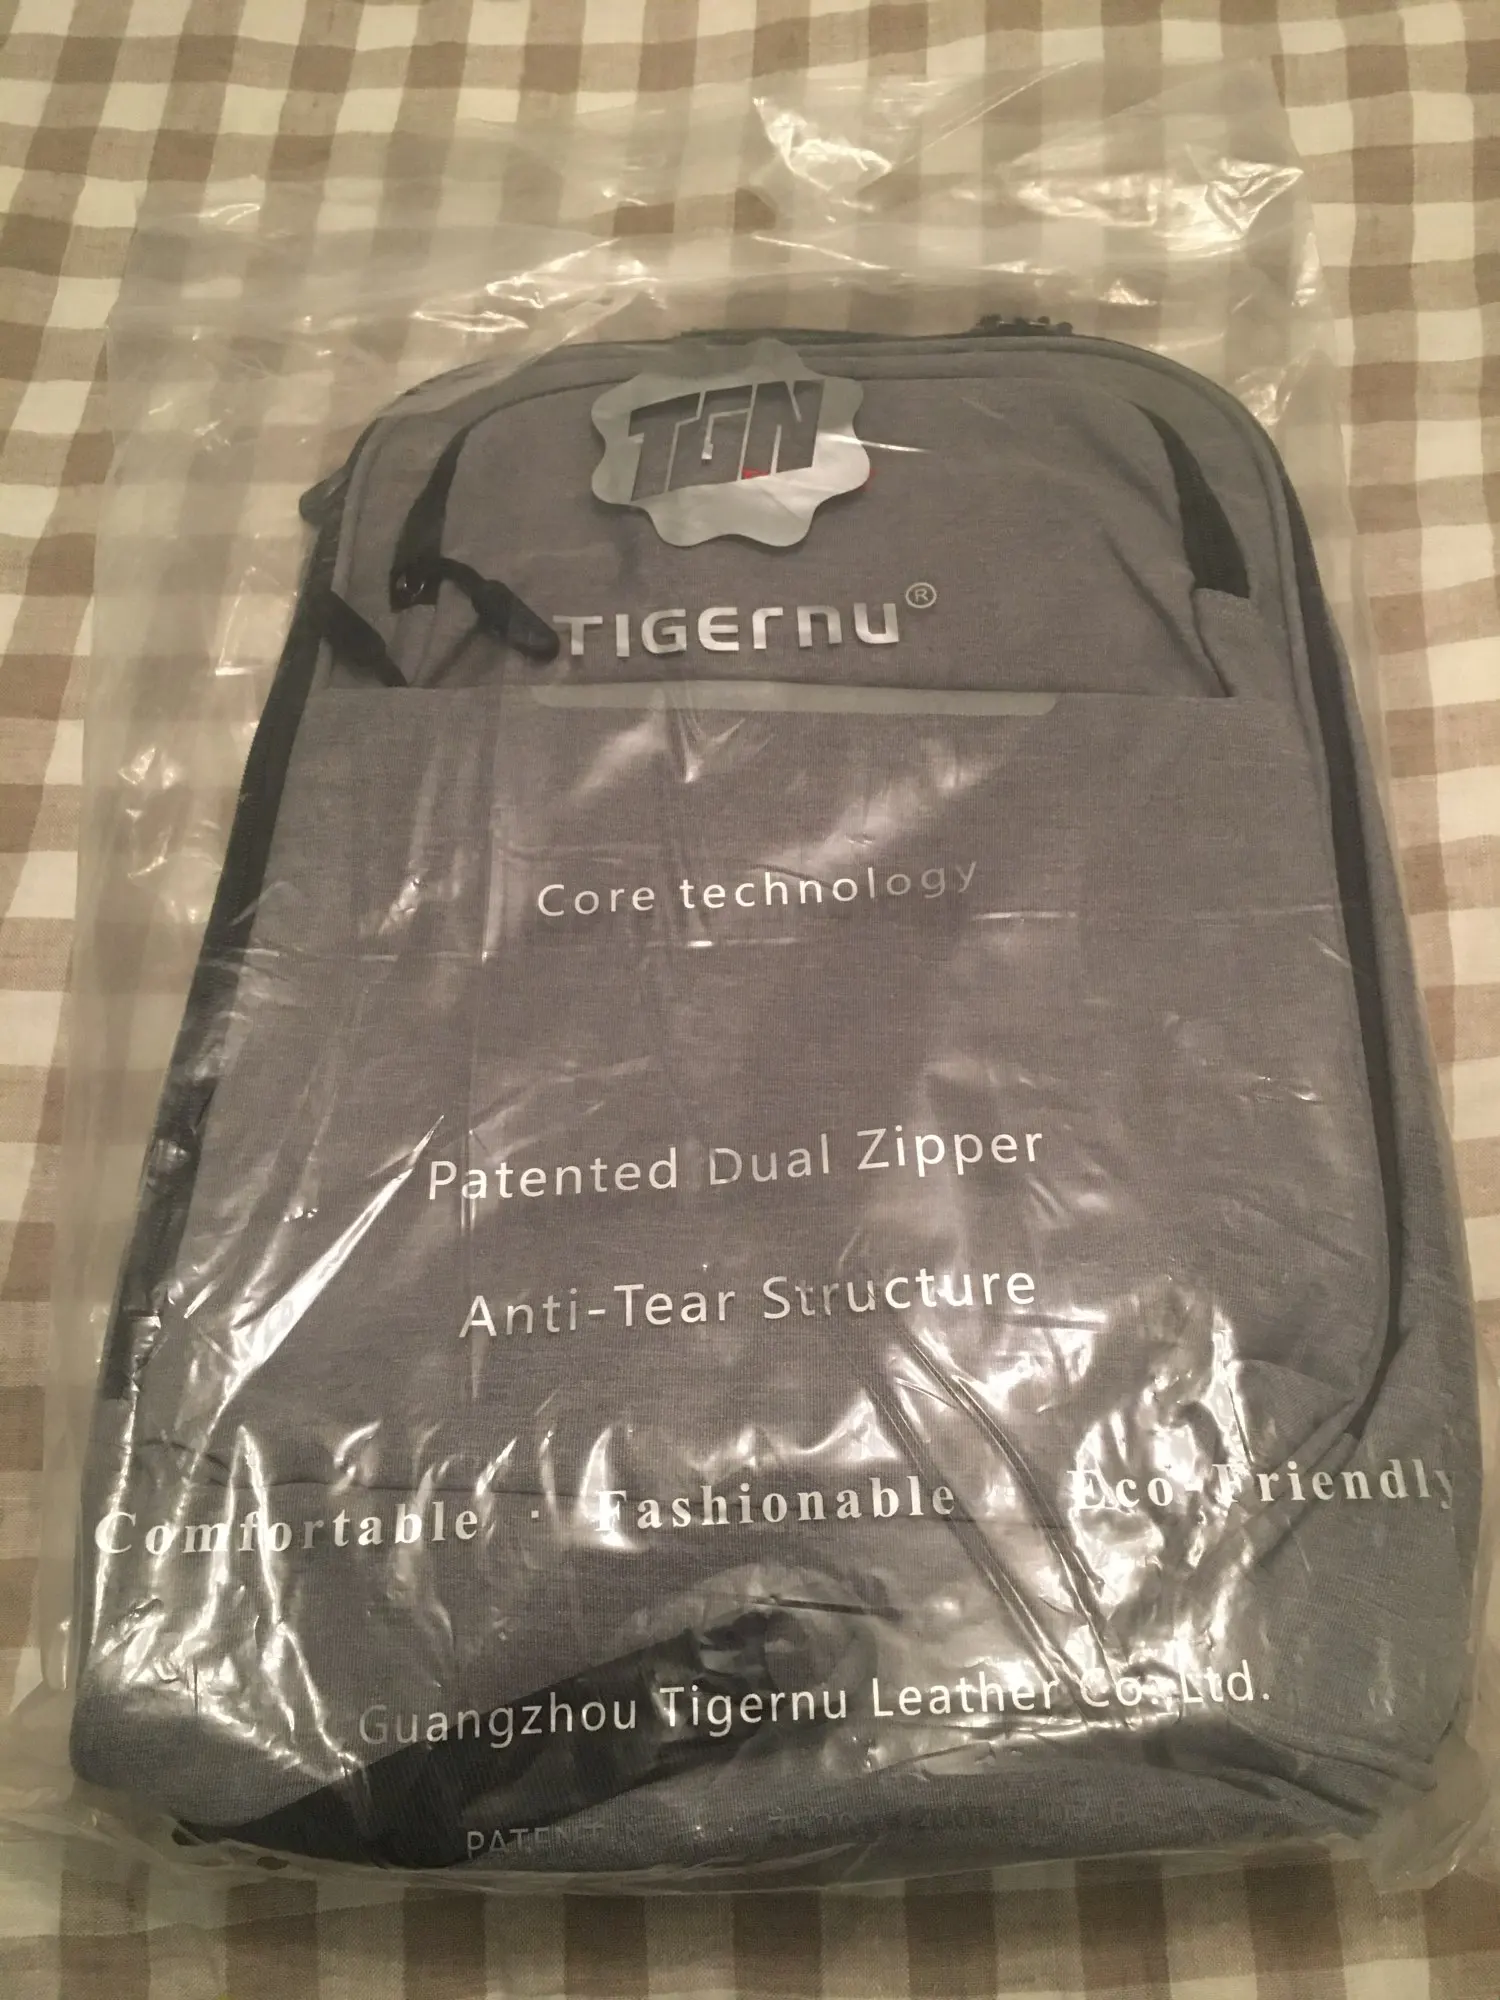 TGN
TIGERNU®
Core technology
Patented Dual Zipper
Anti-Tear Structure
Comfortable · Fashionable · Eco-Friendly
Guangzhou Tigernu Leather Co.,Ltd.
PATENT